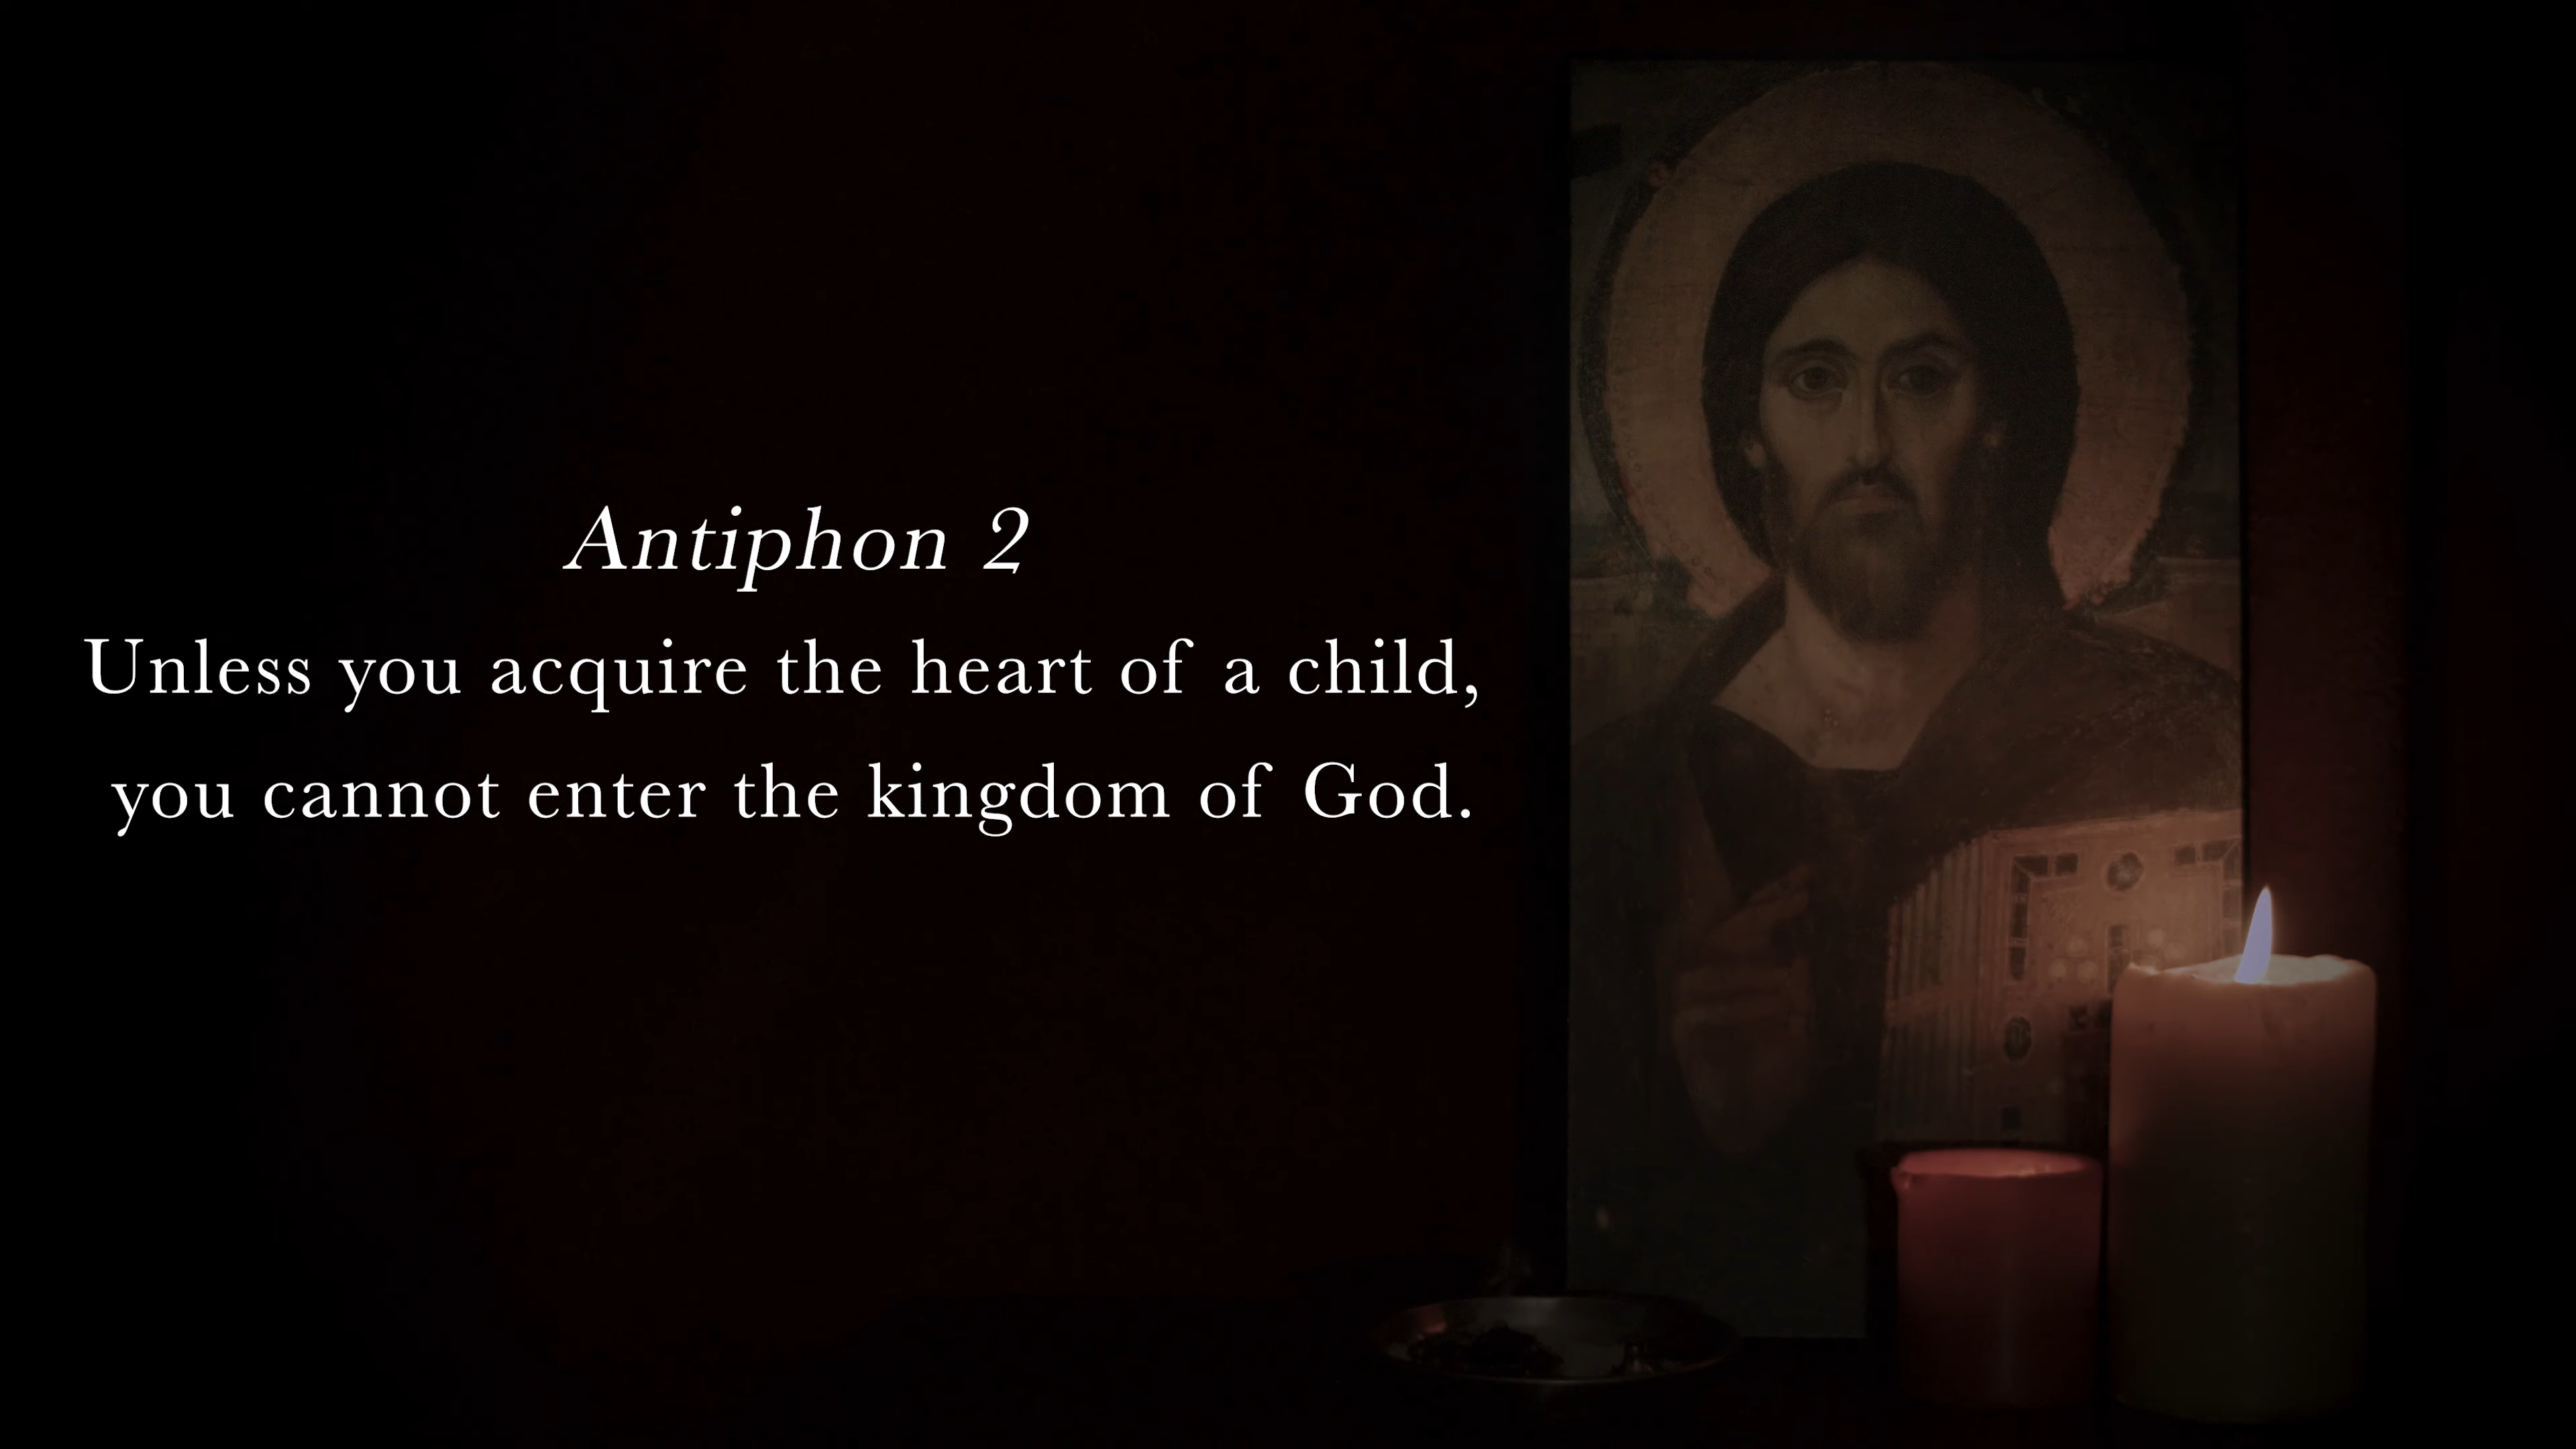 Antiphon 2
Unless you acquire the heart of a child,
you cannot enter the kingdom of God.